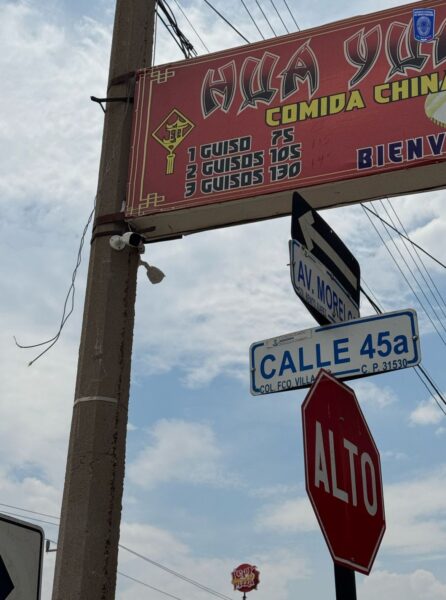 HUA YU
COMIDA CHINA
1 GUISO 75
2 GUISOS 105
3 GUISOS 130
BIENV
AV. MORELO
CALLE 45a
COL. FCO. VILLA
C.P. 31530
ALTO